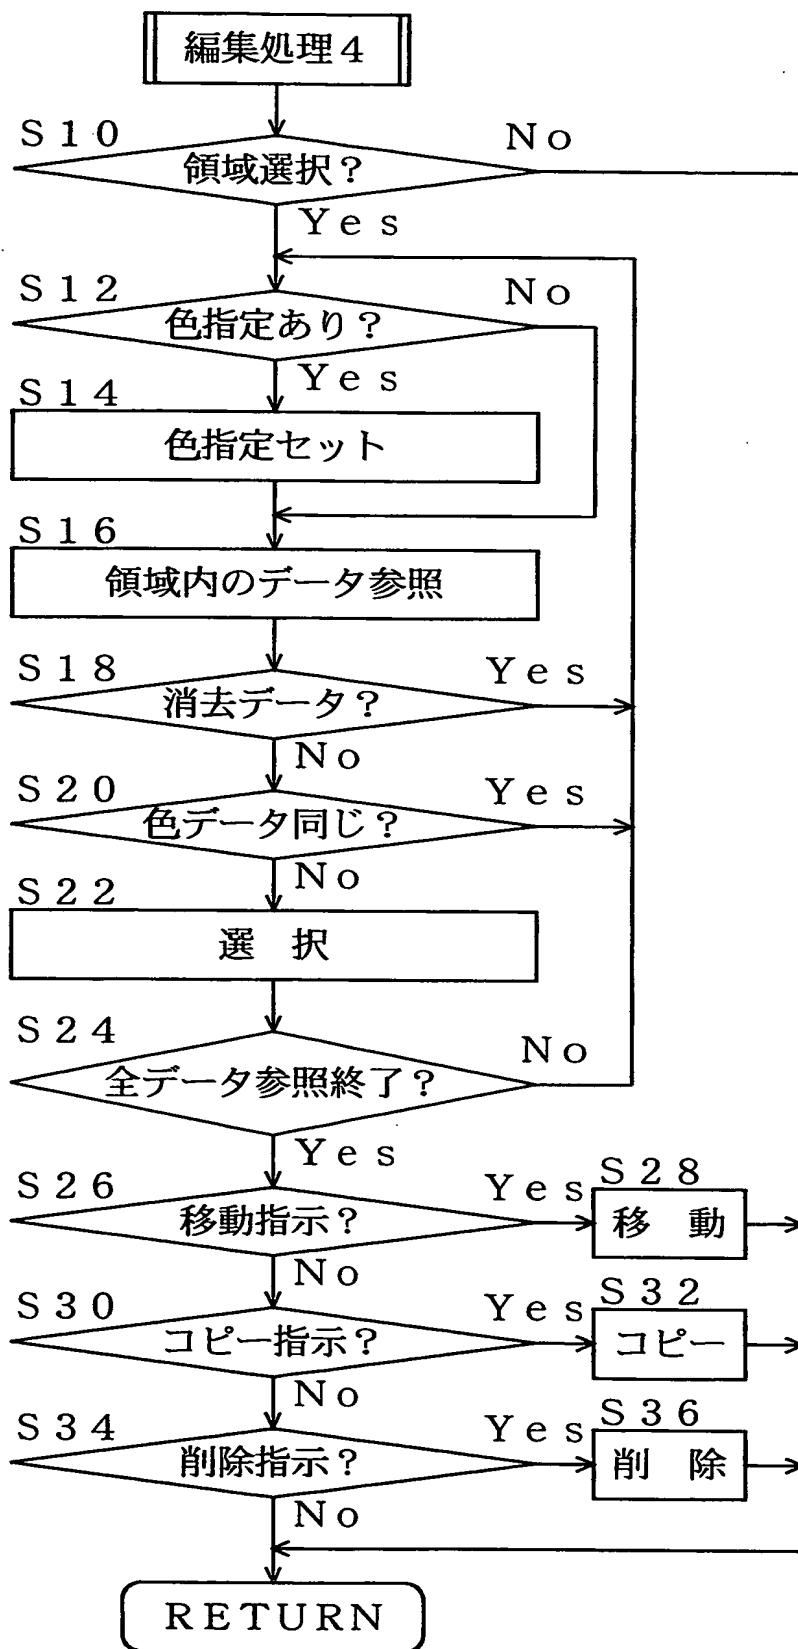 編集処理4
S10
No
領域選択?
Yes
S12
No
色指定あり?
Yes
S14
色指定セット
S16
領域内のデータ参照
S18
Yes
消去データ?
No
S20
Yes
色データ同じ?
No
S22
選 択
S24
No
全データ参照終了?
Yes
S26
Yes
S28
移動指示?
移 動
No
S30
Yes
S32
コピー指示?
コピー
No
S34
Yes
S36
削除指示?
削 除
No
RETURN